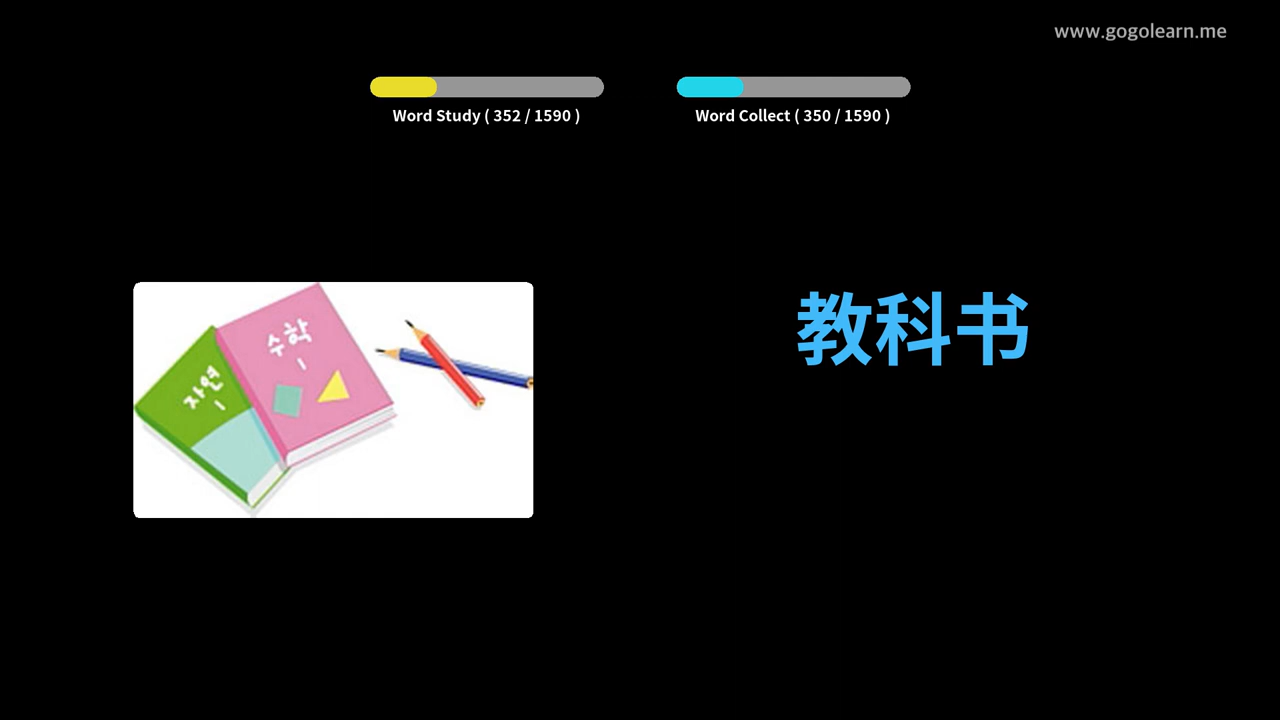 www.gogolearn.me
Word Study ( 352 / 1590 )
Word Collect ( 350 / 1590 )
教科书
수학
1
자연
1